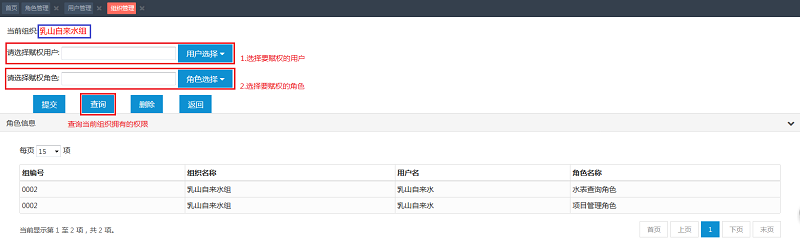 首页 角色管理 用户管理 组织管理
当前组织:乳山自来水组
请选择赋权用户: 用户选择 1.选择要赋权的用户
请选择赋权角色: 角色选择 2.选择要赋权的角色
提交 查询 删除 返回
角色信息 查询当前组织拥有的权限
每页 15 项
组编号 组织名称 用户名 角色名称
0002 乳山自来水组 乳山自来水 水表查询角色
0002 乳山自来水组 乳山自来水 项目管理角色
当前显示第 1 至 2 项，共 2 项。 首页 上页 1 下页 末页